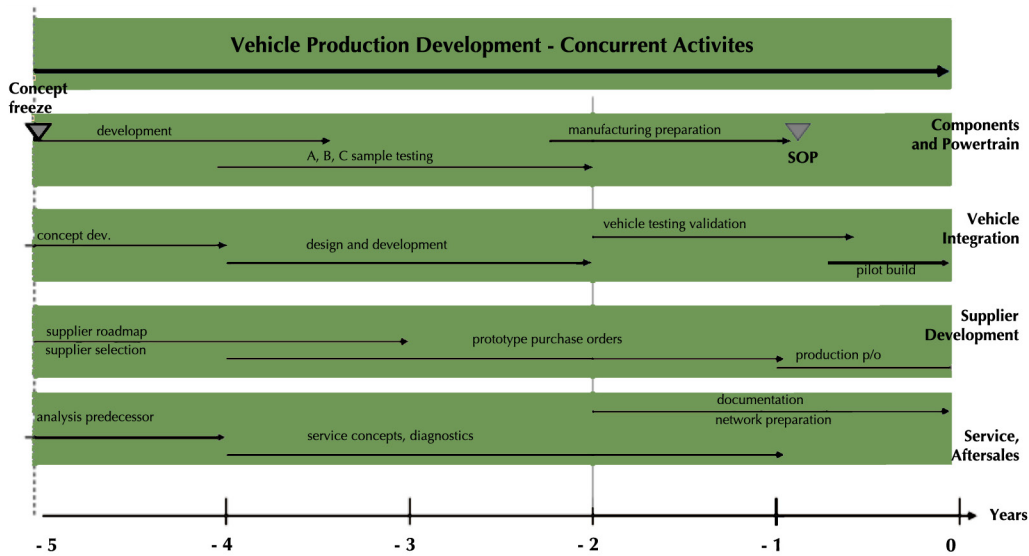 Vehicle Production Development - Concurrent Activites
Concept
freeze
development
manufacturing preparation
A, B, C sample testing
SOP
Components
and Powertrain
concept dev.
design and development
vehicle testing validation
pilot build
Vehicle
Integration
supplier roadmap
supplier selection
prototype purchase orders
production p/o
Supplier
Development
analysis predecessor
service concepts, diagnostics
documentation
network preparation
Service,
Aftersales
Years
- 5 - 4 - 3 - 2 - 1 0